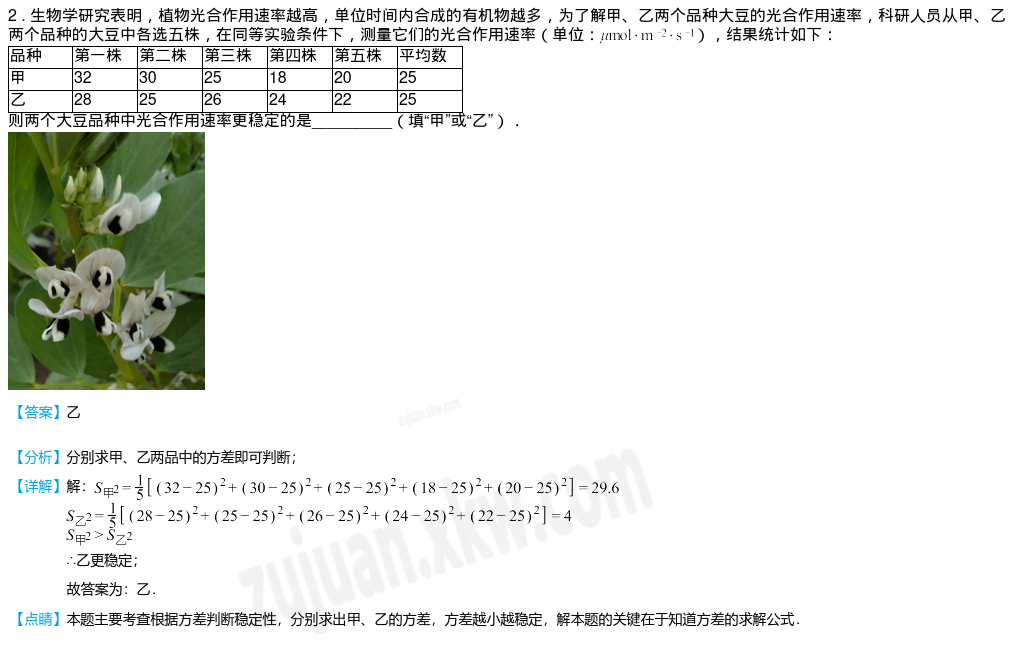 2．生物学研究表明，植物光合作用速率越高，单位时间内合成的有机物越多，为了解甲、乙两个品种大豆的光合作用速率，科研人员从甲、乙
两个品种的大豆中各选五株，在同等实验条件下，测量它们的光合作用速率（单位：μmol·m⁻²·s⁻¹），结果统计如下：
品种 第一株 第二株 第三株 第四株 第五株 平均数
甲 32 30 25 18 20 25
乙 28 25 26 24 22 25
则两个大豆品种中光合作用速率更稳定的是__________（填“甲”或“乙”）．
【答案】乙
zujuan.xkw.com
【分析】分别求甲、乙两品中的方差即可判断；
【详解】解：S甲2 = 1/5[(32−25)²+(30−25)²+(25−25)²+(18−25)²+(20−25)²] = 29.6
S乙2 = 1/5[(28−25)²+(25−25)²+(26−25)²+(24−25)²+(22−25)²] = 4
S甲2 > S乙2
∴乙更稳定；
故答案为：乙．
【点睛】本题主要考查根据方差判断稳定性，分别求出甲、乙的方差，方差越小越稳定，解本题的关键在于知道方差的求解公式．
zujuan.xkw.com